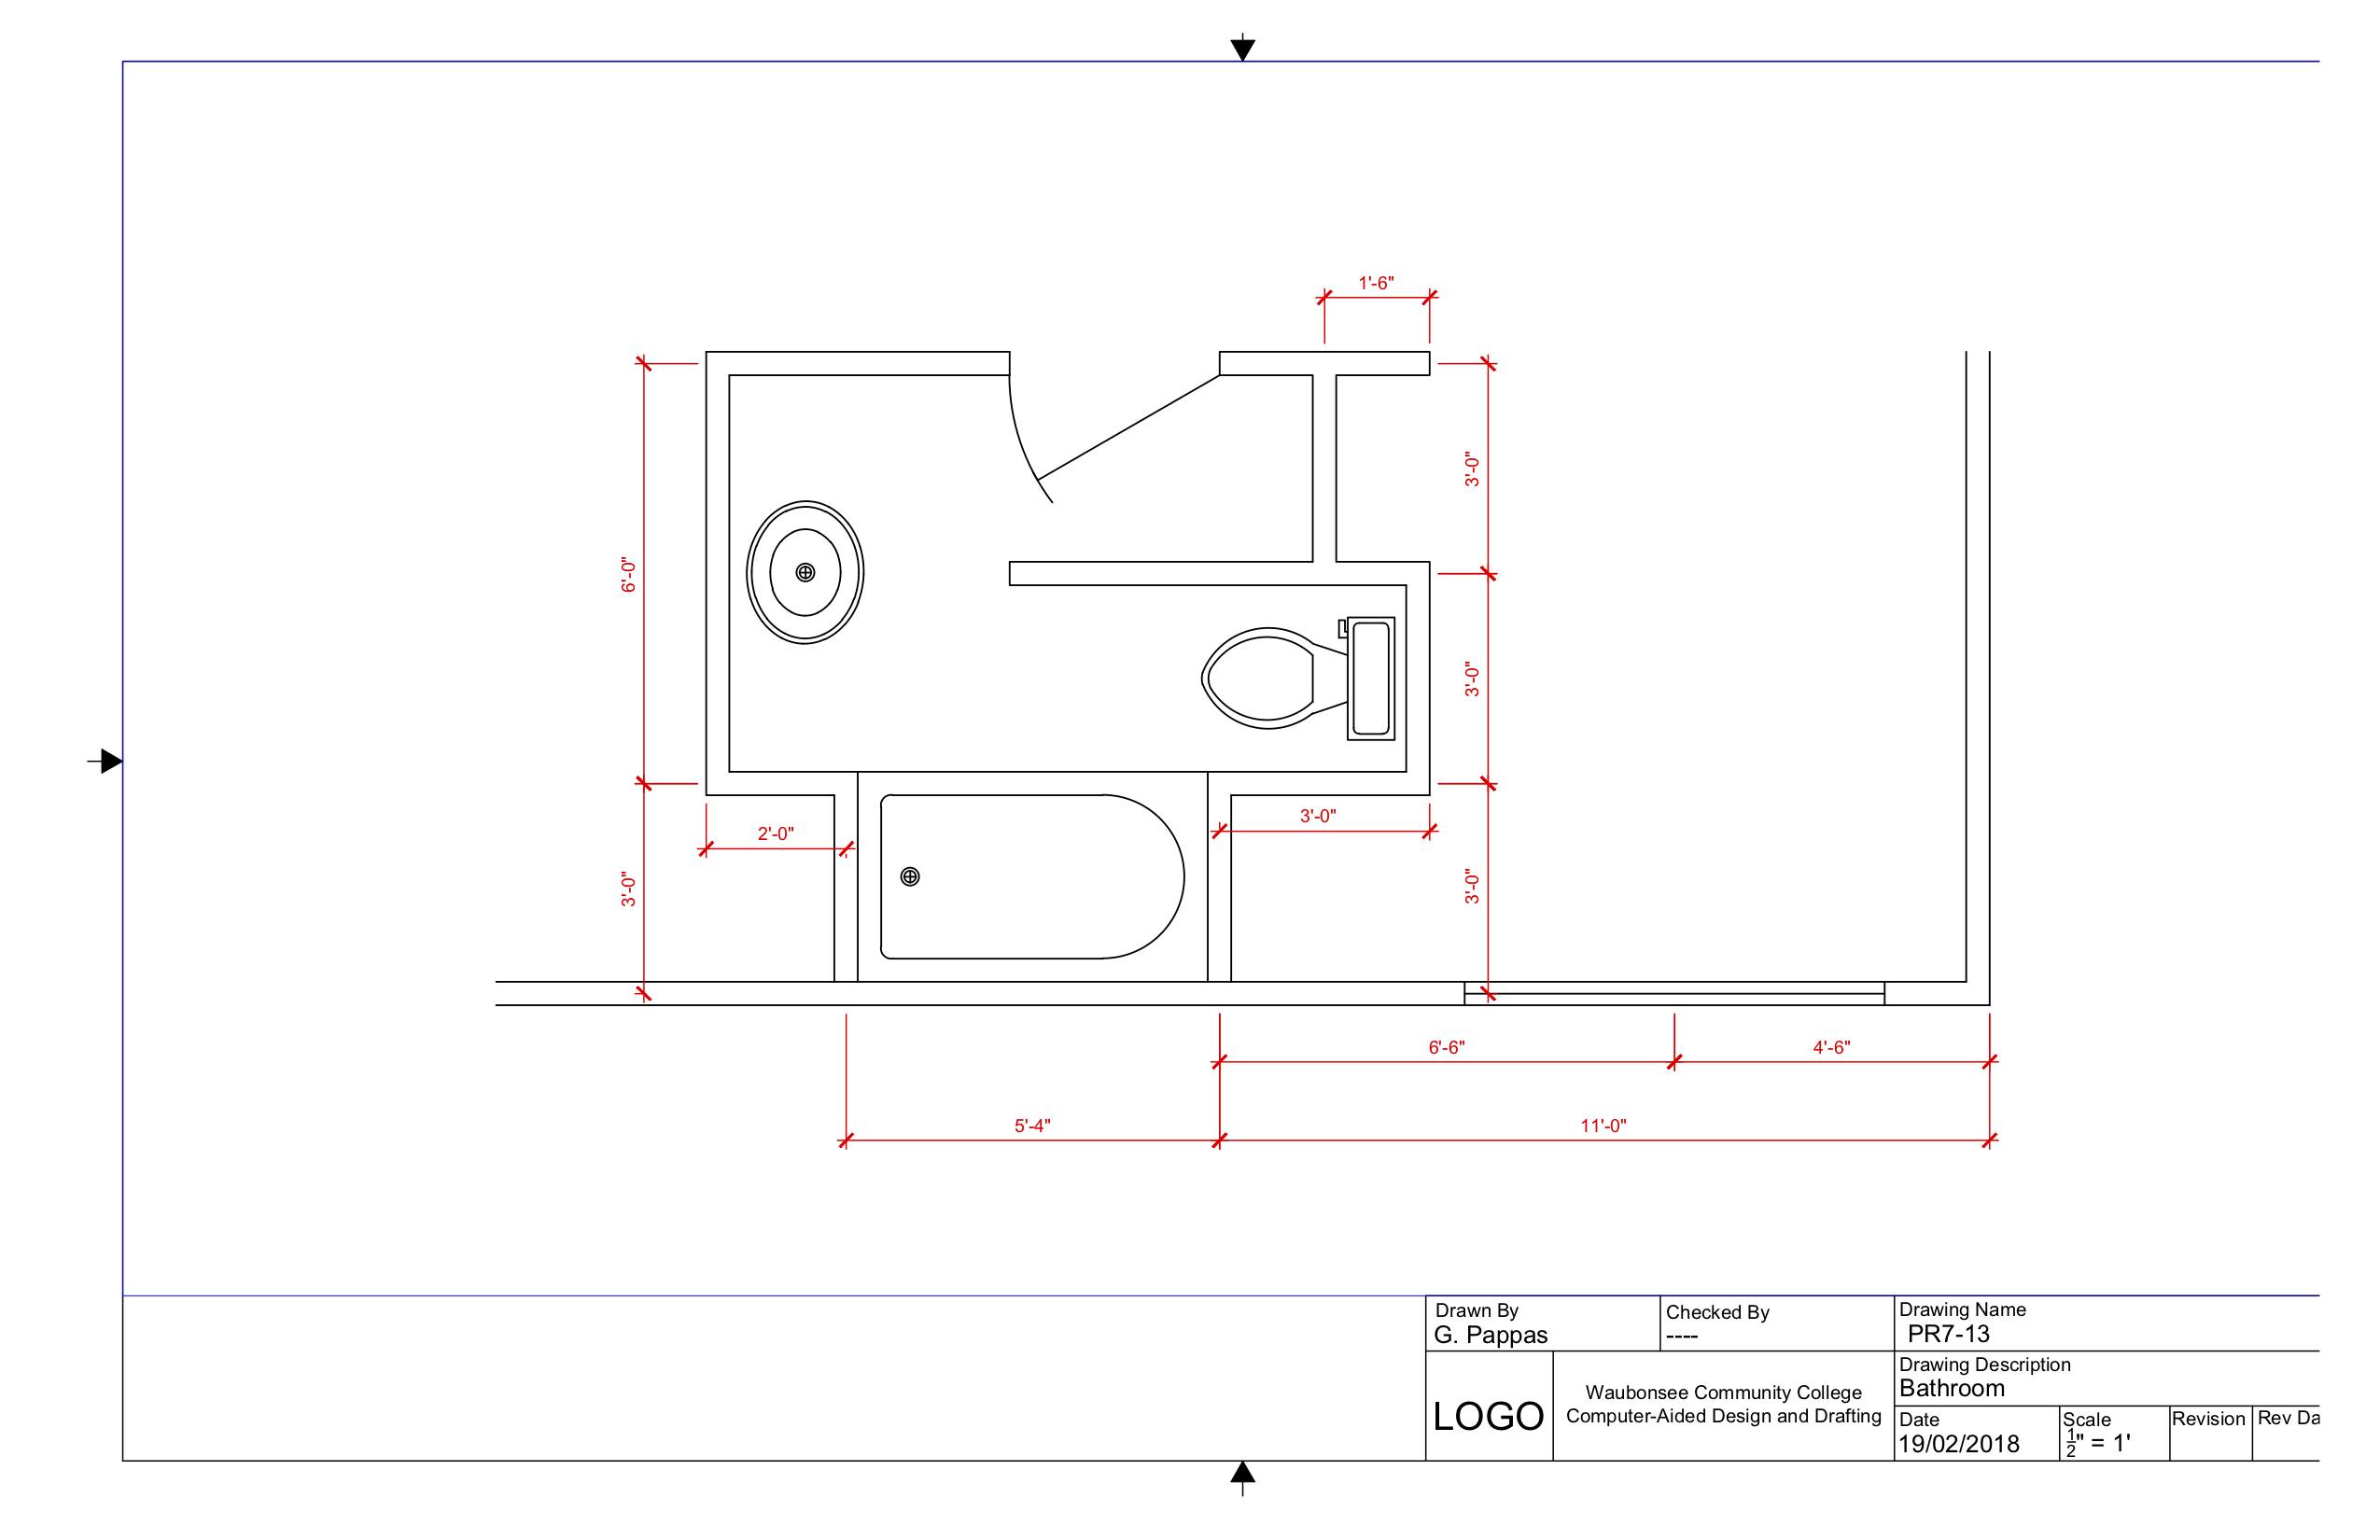 1'-6"
3'-0"
6'-0"
3'-0"
3'-0"
2'-0"
3'-0"
3'-0"
6'-6"
4'-6"
5'-4"
11'-0"
Drawn By
G. Pappas
Checked By
----
Drawing Name
PR7-13
LOGO
Waubonsee Community College
Computer-Aided Design and Drafting
Drawing Description
Bathroom
Date
19/02/2018
Scale
1/2" = 1'
Revision
Rev Da